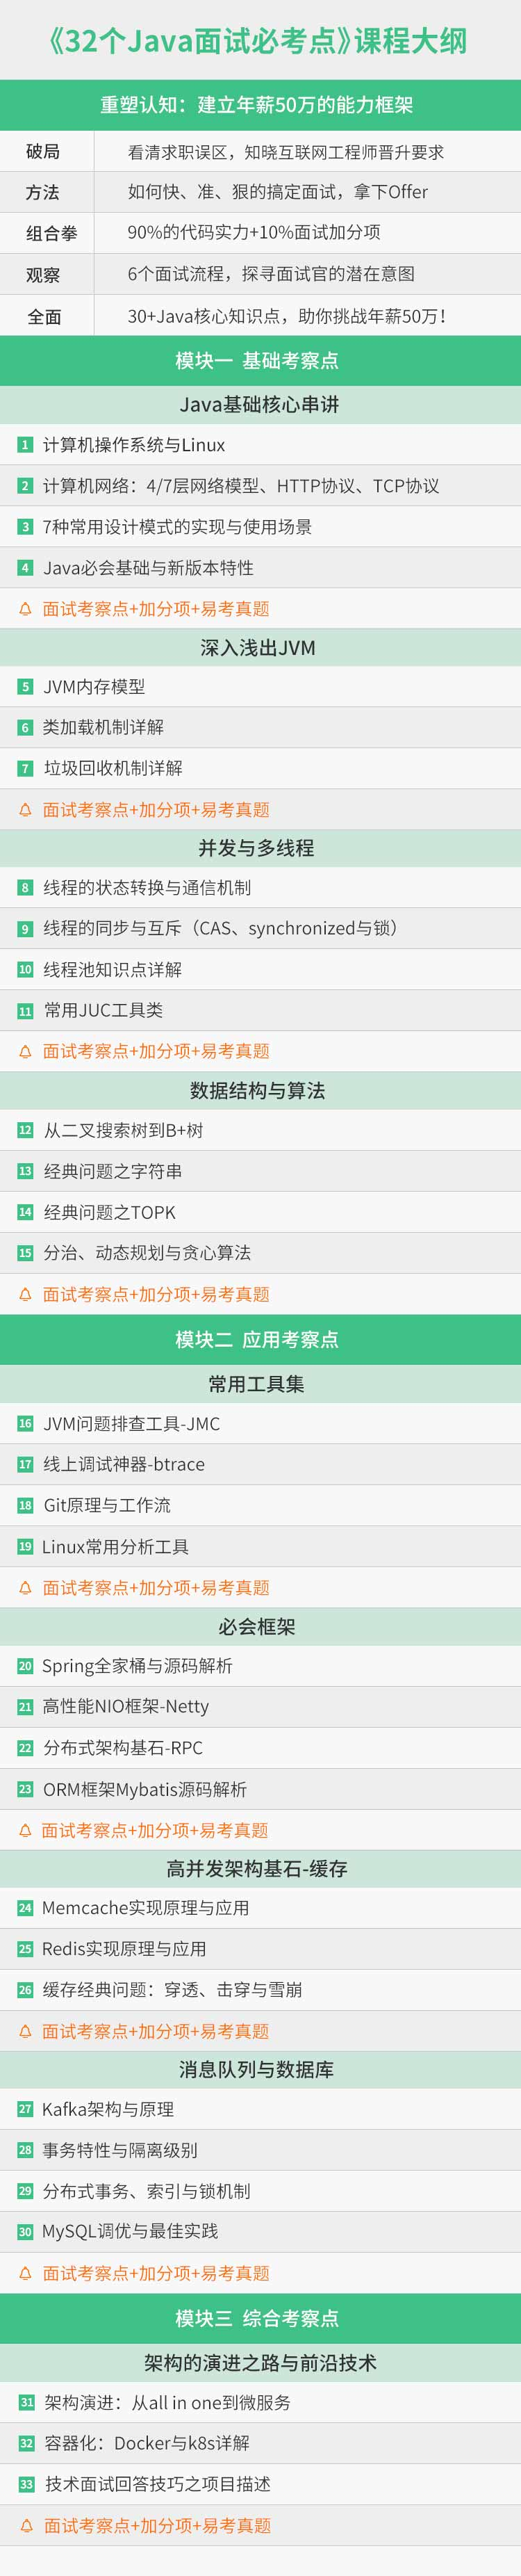 《32个Java面试必考点》课程大纲
重塑认知：建立年薪50万的能力框架
破局 看清求职误区，知晓互联网工程师晋升要求
方法 如何快、准、狠的搞定面试，拿下Offer
组合拳 90%的代码实力+10%面试加分项
观察 6个面试流程，探寻面试官的潜在意图
全面 30+Java核心知识点，助你挑战年薪50万！
模块一 基础考察点
Java基础核心串讲
1 计算机操作系统与Linux
2 计算机网络：4/7层网络模型、HTTP协议、TCP协议
3 7种常用设计模式的实现与使用场景
4 Java必会基础与新版本特性
面试考察点+加分项+易考真题
深入浅出JVM
5 JVM内存模型
6 类加载机制详解
7 垃圾回收机制详解
面试考察点+加分项+易考真题
并发与多线程
8 线程的状态转换与通信机制
9 线程的同步与互斥（CAS、synchronized与锁）
10 线程池知识点详解
11 常用JUC工具类
面试考察点+加分项+易考真题
数据结构与算法
12 从二叉搜索树到B+树
13 经典问题之字符串
14 经典问题之TOPK
15 分治、动态规划与贪心算法
面试考察点+加分项+易考真题
模块二 应用考察点
常用工具集
16 JVM问题排查工具-JMC
17 线上调试神器-btrace
18 Git原理与工作流
19 Linux常用分析工具
面试考察点+加分项+易考真题
必会框架
20 Spring全家桶与源码解析
21 高性能NIO框架-Netty
22 分布式架构基石-RPC
23 ORM框架Mybatis源码解析
面试考察点+加分项+易考真题
高并发架构基石-缓存
24 Memcache实现原理与应用
25 Redis实现原理与应用
26 缓存经典问题：穿透、击穿与雪崩
面试考察点+加分项+易考真题
消息队列与数据库
27 Kafka架构与原理
28 事务特性与隔离级别
29 分布式事务、索引与锁机制
30 MySQL调优与最佳实践
面试考察点+加分项+易考真题
模块三 综合考察点
架构的演进之路与前沿技术
31 架构演进：从all in one到微服务
32 容器化：Docker与k8s详解
33 技术面试回答技巧之项目描述
面试考察点+加分项+易考真题